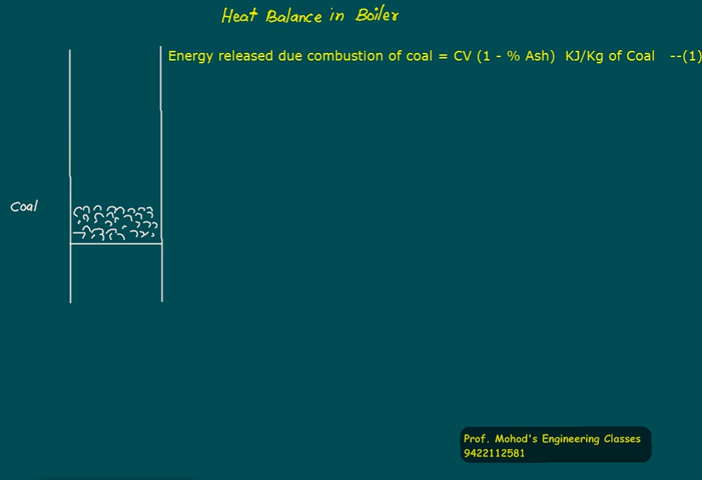 Heat Balance in Boiler
Energy released due combustion of coal = CV (1 - % Ash)  KJ/Kg of Coal   --(1)
Coal
Prof. Mohod's Engineering Classes
9422112581